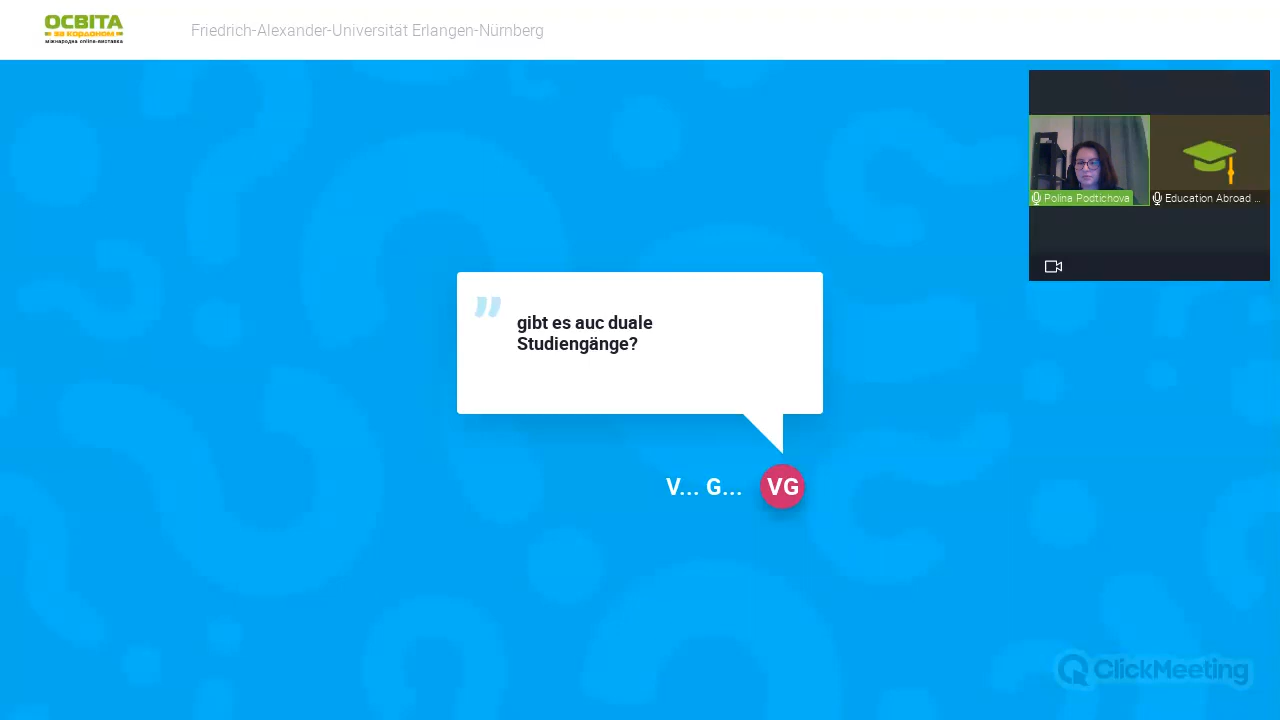 ОСВІТА
ЗА КОРДОНОМ
міжнародна online-виставка
Friedrich-Alexander-Universität Erlangen-Nürnberg
Polina Podtichova
Education Abroad ...
gibt es auc duale
Studiengänge?
V... G...
VG
ClickMeeting